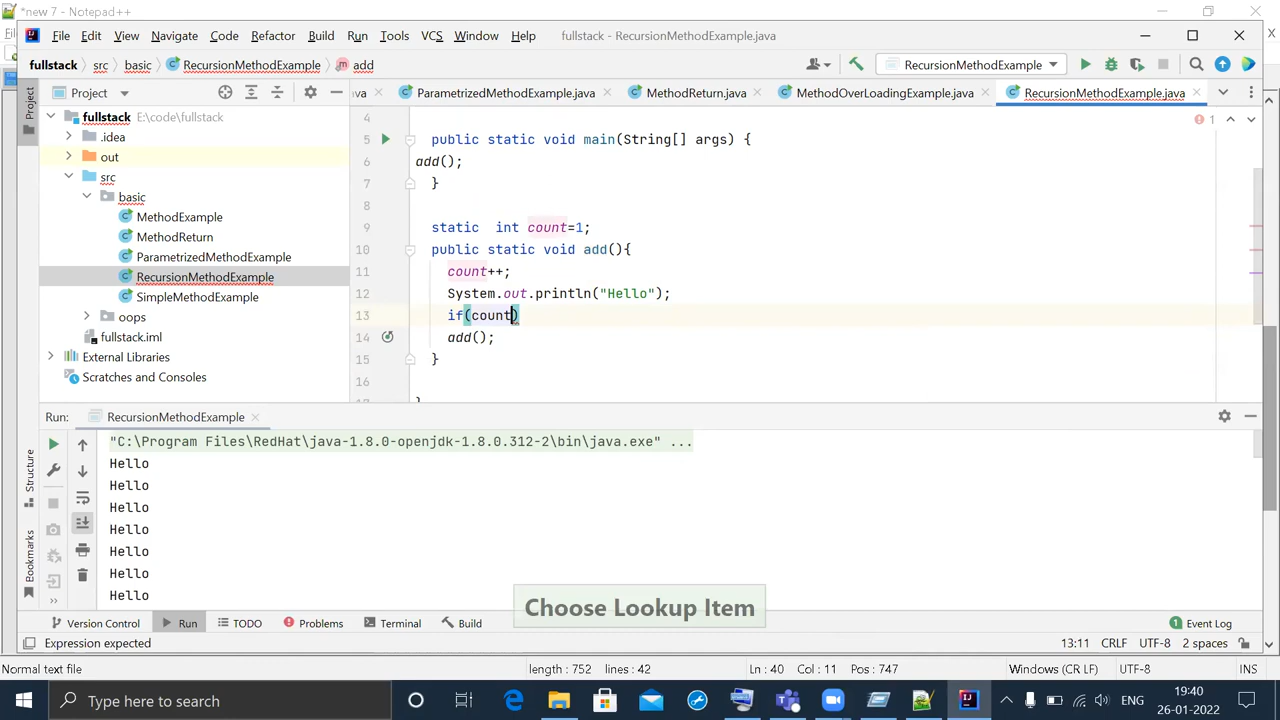 *new 7 - Notepad++
File Edit View Navigate Code Refactor Build Run Tools VCS Window Help fullstack - RecursionMethodExample.java
fullstack src basic RecursionMethodExample add RecursionMethodExample
Project ava ParametrizedMethodExample.java MethodReturn.java MethodOverLoadingExample.java RecursionMethodExample.java
Project
fullstack E:\code\fullstack
.idea
out
src
basic
MethodExample
MethodReturn
ParametrizedMethodExample
RecursionMethodExample
SimpleMethodExample
oops
fullstack.iml
External Libraries
Scratches and Consoles
1
4
5 public static void main(String[] args) {
6 add();
7 }
8
9 static int count=1;
10 public static void add(){
11 count++;
12 System.out.println("Hello");
13 if(count)
14 add();
15 }
16
}
Run: RecursionMethodExample
"C:\Program Files\RedHat\java-1.8.0-openjdk-1.8.0.312-2\bin\java.exe" ...
Hello
Hello
Hello
Hello
Hello
Hello
Hello
Structure
Bookmarks
Choose Lookup Item
Version Control Run TODO Problems Terminal Build 1 Event Log
Expression expected 13:11 CRLF UTF-8 2 spaces
Normal text file length : 752 lines : 42 Ln : 40 Col : 11 Pos : 747 Windows (CR LF) UTF-8 INS
Type here to search ENG 19:40
26-01-2022